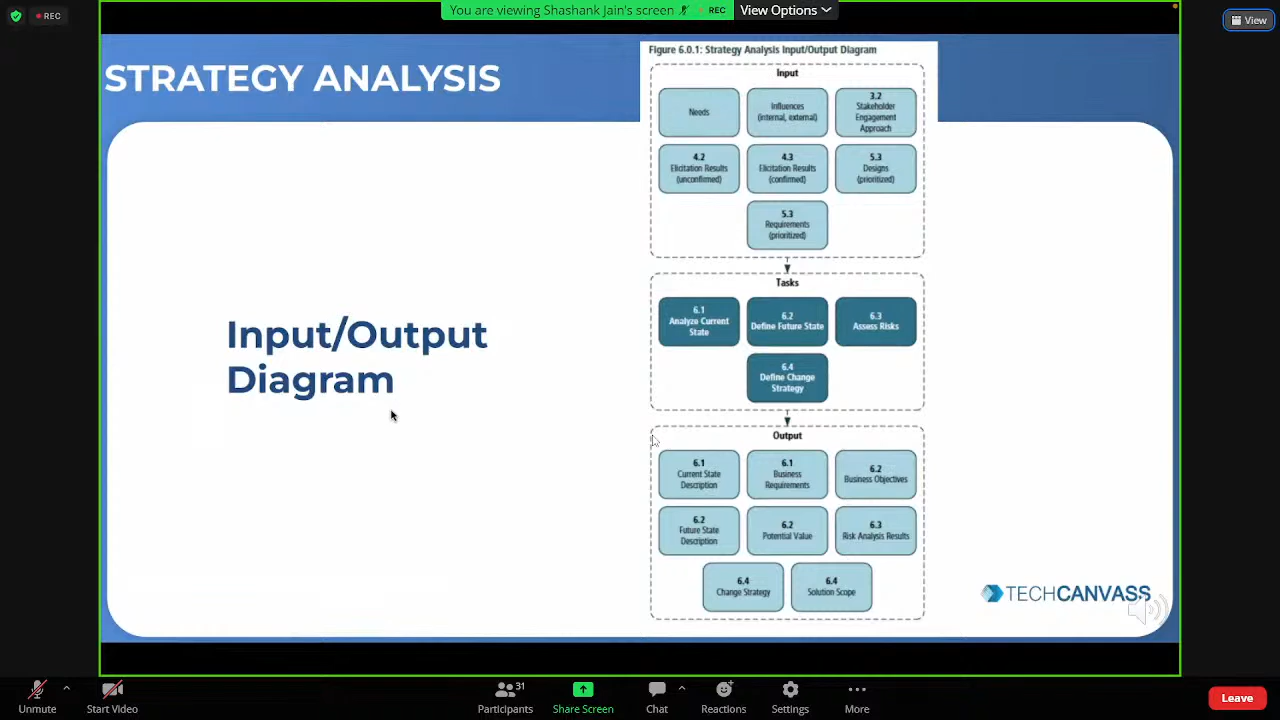 You are viewing Shashank Jain's screen
REC
View Options
REC
View
STRATEGY ANALYSIS
Figure 6.0.1: Strategy Analysis Input/Output Diagram
Input
Needs
Influences
(internal, external)
3.2
Stakeholder
Engagement
Approach
4.2
Elicitation Results
(unconfirmed)
4.3
Elicitation Results
(confirmed)
5.3
Designs
(prioritized)
5.3
Requirements
(prioritized)
Tasks
6.1
Analyze Current
State
6.2
Define Future State
6.3
Assess Risks
6.4
Define Change
Strategy
Input/Output
Diagram
Output
6.1
Current State
Description
6.1
Business
Requirements
6.2
Business Objectives
6.2
Future State
Description
6.2
Potential Value
6.3
Risk Analysis Results
6.4
Change Strategy
6.4
Solution Scope
TECHCANVASS
Unmute
Start Video
31
Participants
Share Screen
Chat
Reactions
Settings
More
Leave